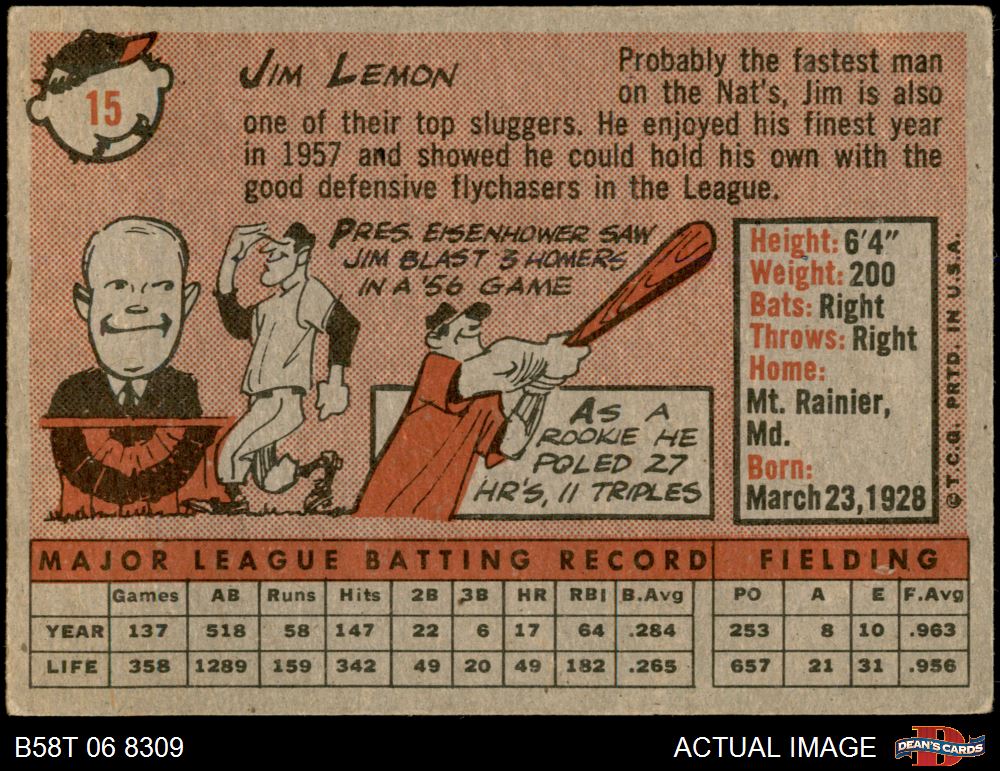 15
JIM LEMON
Probably the fastest man
on the Nat's, Jim is also
one of their top sluggers. He enjoyed his finest year
in 1957 and showed he could hold his own with the
good defensive flychasers in the League.
PRES. EISENHOWER SAW
JIM BLAST 3 HOMERS
IN A '56 GAME
AS A
ROOKIE HE
POLED 27
HR'S, 11 TRIPLES
Height: 6'4"
Weight: 200
Bats: Right
Throws: Right
Home:
Mt. Rainier,
Md.
Born:
March 23, 1928
© T.C.G. PRTD. IN U.S.A.
MAJOR LEAGUE BATTING RECORD FIELDING
Games AB Runs Hits 2B 3B HR RBI B.Avg PO A E F.Avg
YEAR 137 518 58 147 22 6 17 64 .284 253 8 10 .963
LIFE 358 1289 159 342 49 20 49 182 .265 657 21 31 .956
B58T 06 8309 ACTUAL IMAGE DEAN'S CARDS